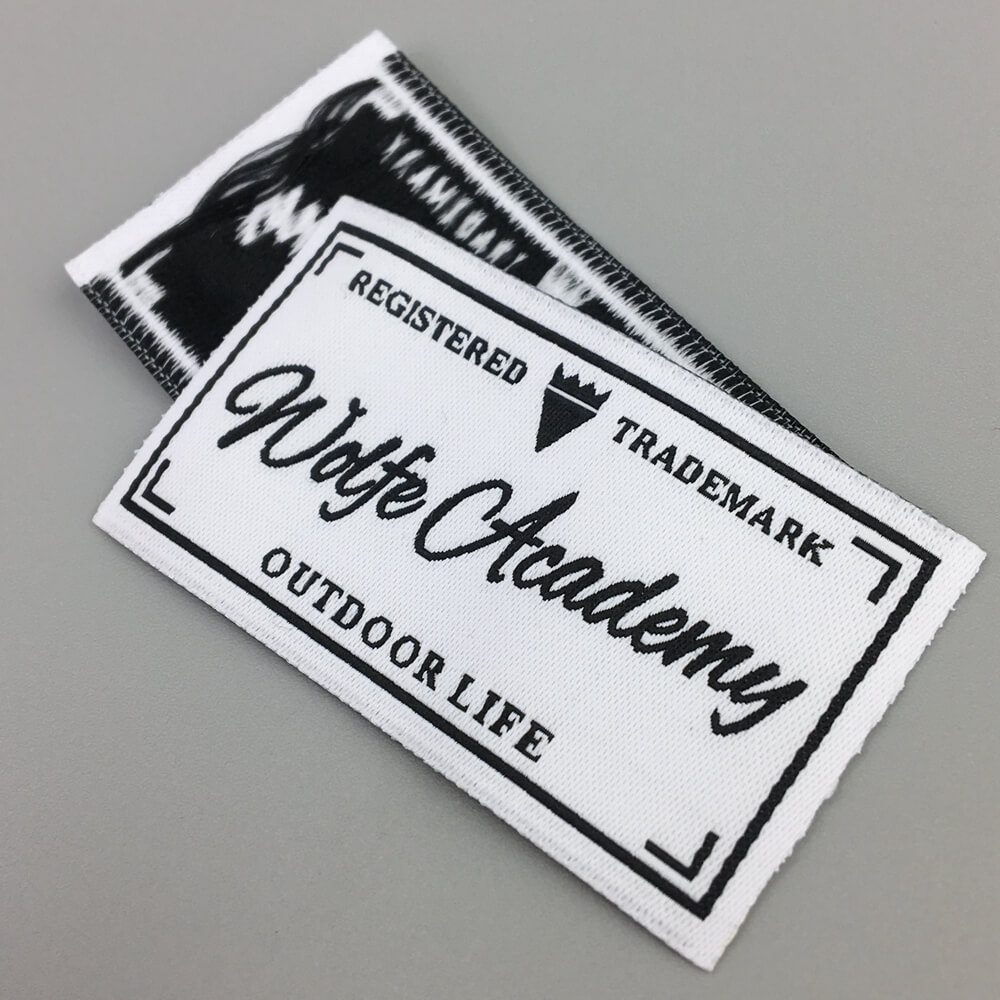 REGISTERED TRADEMARK
Wolfe Academy
OUTDOOR LIFE